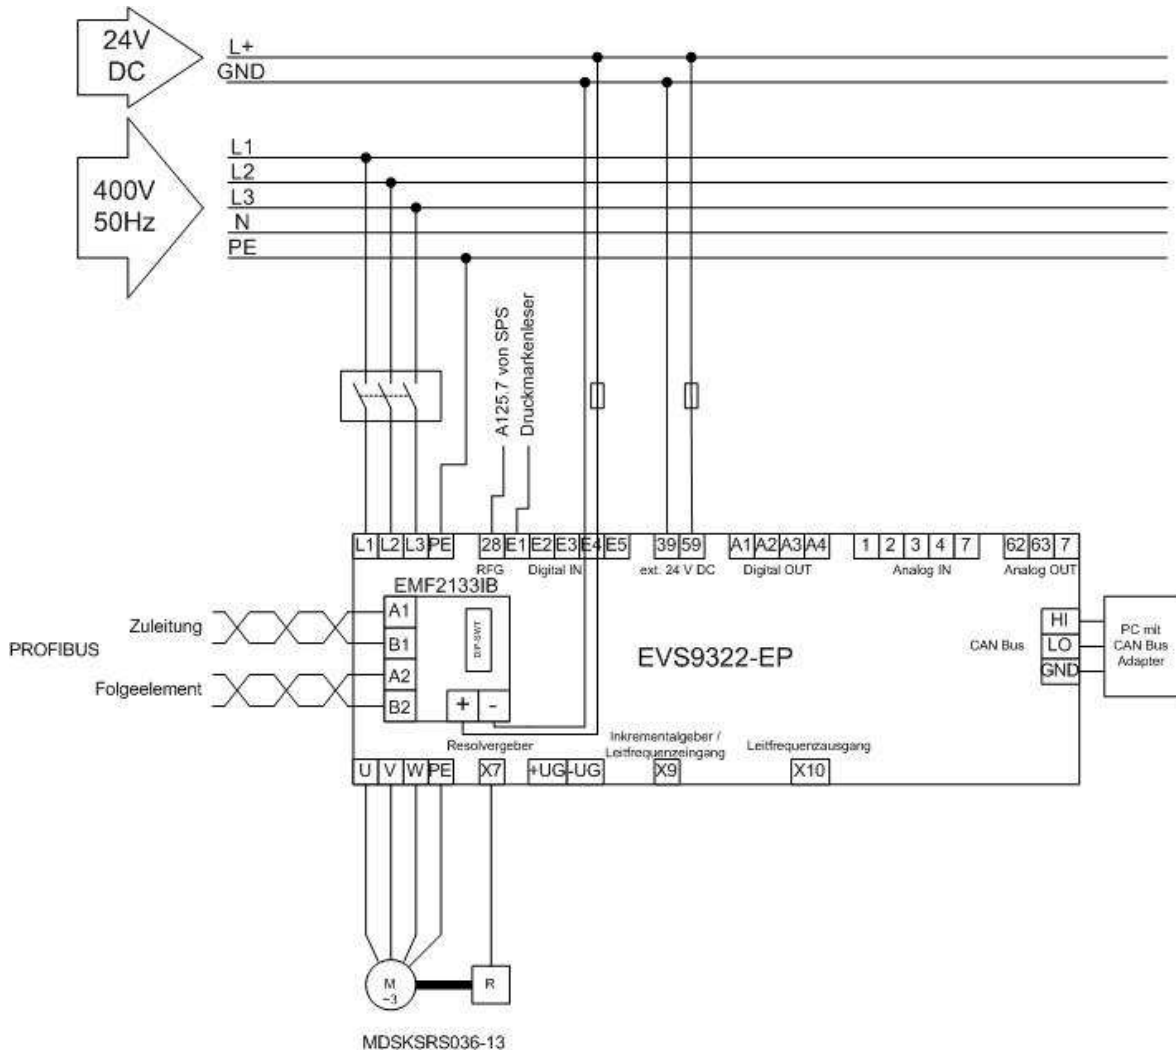 24V
DC
L+
GND
400V
50Hz
L1
L2
L3
N
PE
A125.7 von SPS
Druckmarkenleser
L1 L2 L3 PE 28 E1 E2 E3 E4 E5 39 59 A1 A2 A3 A4 1 2 3 4 7 62 63 7
RFG Digital IN ext. 24 V DC Digital OUT Analog IN Analog OUT
EMF2133IB
PROFIBUS
Zuleitung
Folgeelement
A1
B1
A2
B2
DIP-SWT
+ -
EVS9322-EP
CAN Bus
HI
LO
GND
PC mit
CAN Bus
Adapter
Resolvergeber
Inkrementalgeber /
Leitfrequenzeingang
Leitfrequenzausgang
U V W PE X7 +UG -UG X9 X10
M
~3
R
MDSKSRS036-13